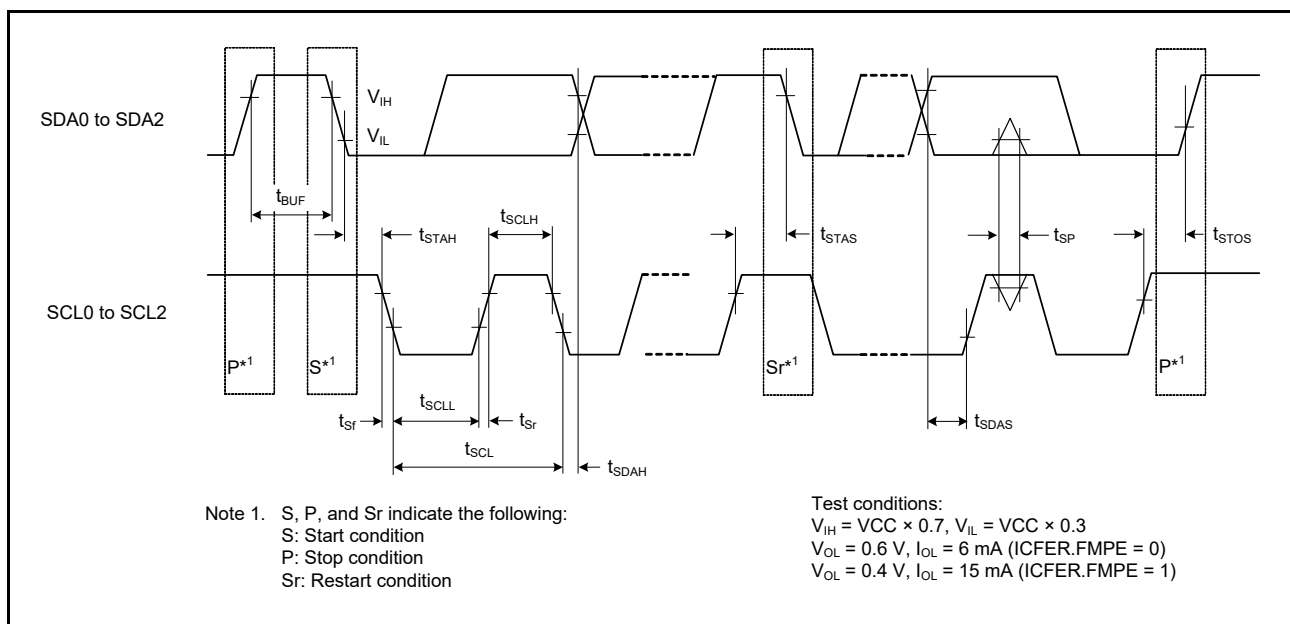 SDA0 to SDA2
V_IH
V_IL
t_BUF
t_STAH
t_SCLH
t_STAS
t_SP
t_STOS
SCL0 to SCL2
P*1
S*1
Sr*1
P*1
t_Sf
t_SCLL
t_Sr
t_SCL
t_SDAH
t_SDAS
Note 1. S, P, and Sr indicate the following:
S: Start condition
P: Stop condition
Sr: Restart condition
Test conditions:
V_IH = VCC × 0.7, V_IL = VCC × 0.3
V_OL = 0.6 V, I_OL = 6 mA (ICFER.FMPE = 0)
V_OL = 0.4 V, I_OL = 15 mA (ICFER.FMPE = 1)